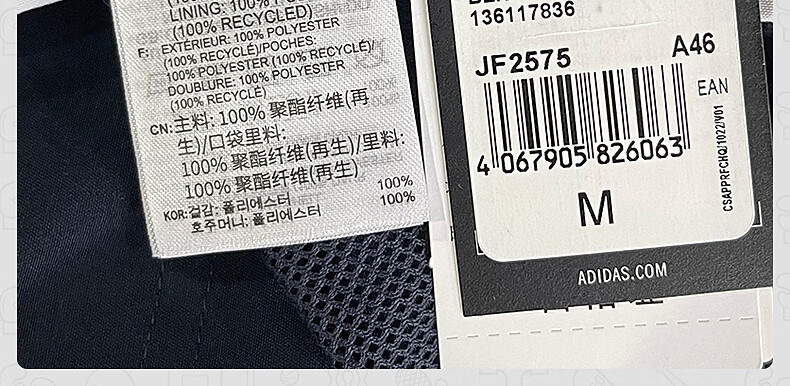 LINING: 100%
(100% RECYCLED)
F: EXTÉRIEUR: 100% POLYESTER
(100% RECYCLÉ)/POCHES:
100% POLYESTER (100% RECYCLÉ)/
DOUBLURE: 100% POLYESTER
(100% RECYCLÉ)
CN: 主料: 100% 聚酯纤维(再
生)/口袋里料:
100% 聚酯纤维(再生)/里料:
100% 聚酯纤维(再生)
KOR: 겉감: 폴리에스터 100%
호주머니: 폴리에스터 100%
136117836
JF2575 A46
EAN
4 067905 826063
M
CSAPPRFCHQ/1022/V01
ADIDAS.COM